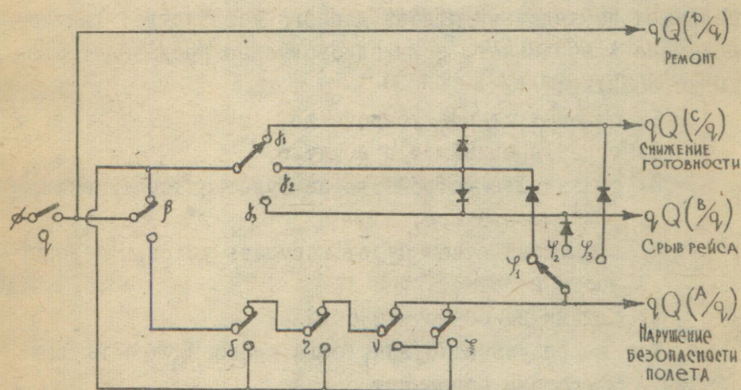 qQ(D/q)
РЕМОНТ
γ1
qQ(C/q)
СНИЖЕНИЕ
ГОТОВНОСТИ
γ2
q
β
γ3
qQ(B/q)
СРЫВ РЕЙСА
φ1
φ2
φ3
qQ(A/q)
НАРУШЕНИЕ
БЕЗОПАСНОСТИ
ПОЛЕТА
δ
ν